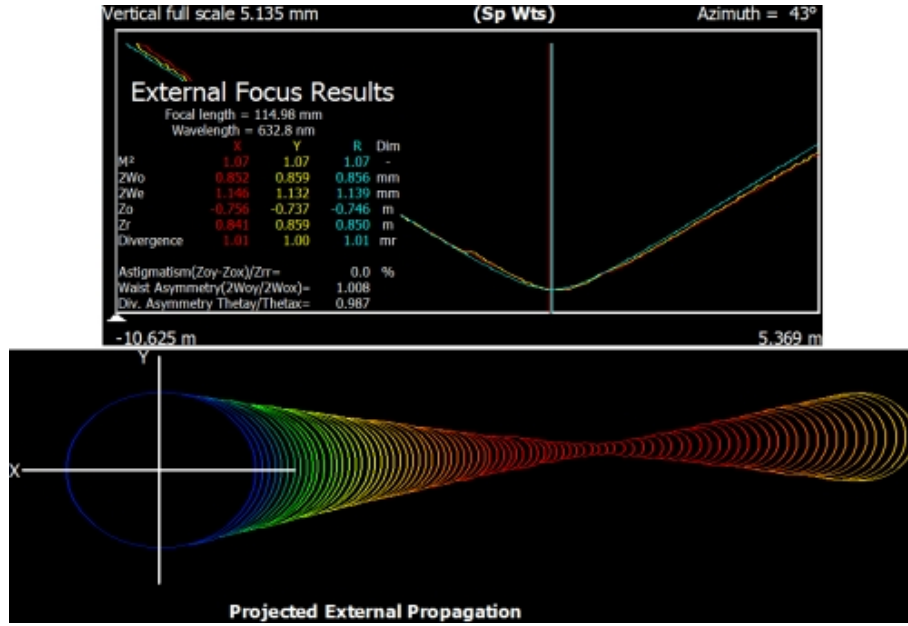 Vertical full scale 5.135 mm (Sp Wts) Azimuth = 43°
External Focus Results
Focal length = 114.98 mm
Wavelength = 632.8 nm
X Y R Dim
M² 1.07 1.07 1.07 -
2Wo 0.852 0.859 0.856 mm
2We 1.146 1.132 1.139 mm
Zo -0.756 -0.737 -0.746 m
Zr 0.841 0.859 0.850 m
Divergence 1.01 1.00 1.01 mr
Astigmatism(Zoy-Zox)/Zrr= 0.0 %
Waist Asymmetry(2Woy/2Wox)= 1.008
Div. Asymmetry Thetay/Thetax= 0.987
-10.625 m 5.369 m
Y
X
Projected External Propagation